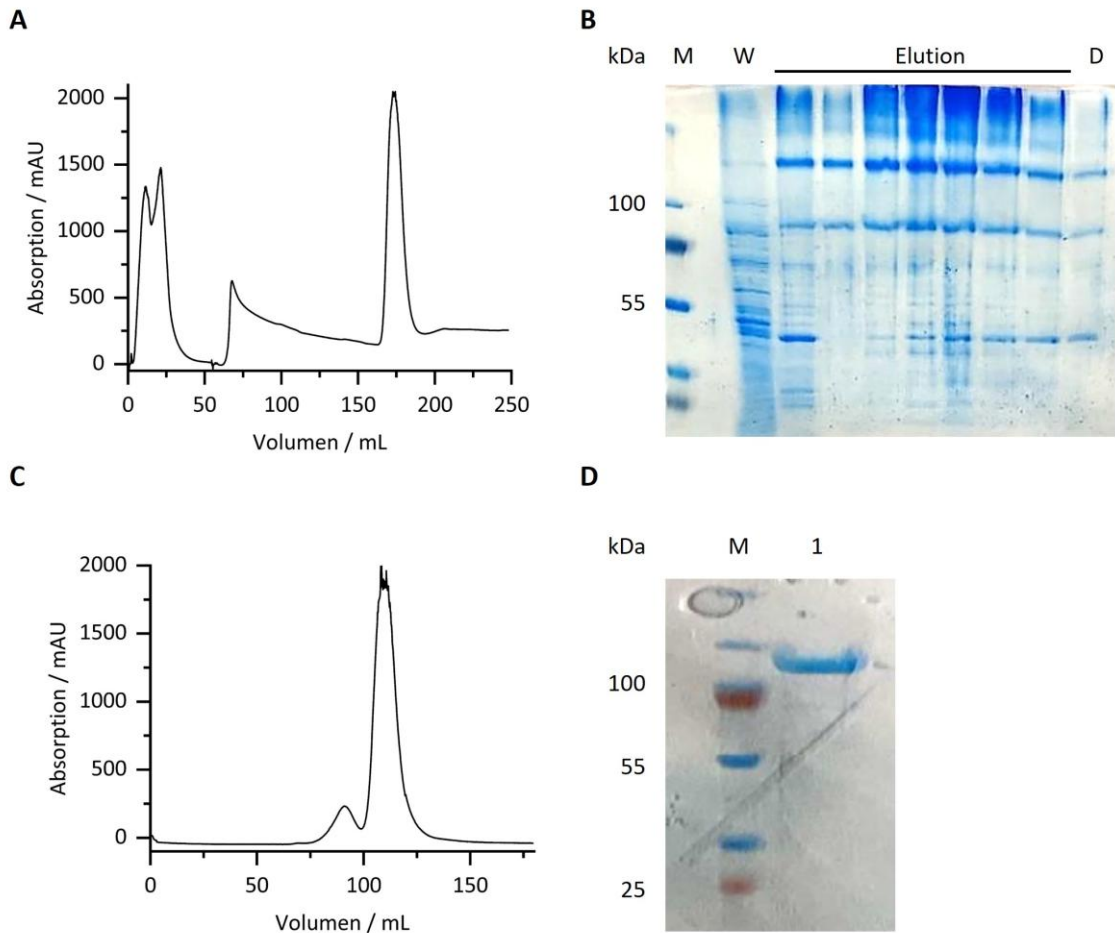 A
Absorption / mAU
2000
1500
1000
500
0
0 50 100 150 200 250
Volumen / mL
B
kDa M W Elution D
100
55
C
Absorption / mAU
2000
1500
1000
500
0
0 50 100 150
Volumen / mL
D
kDa M 1
100
55
25